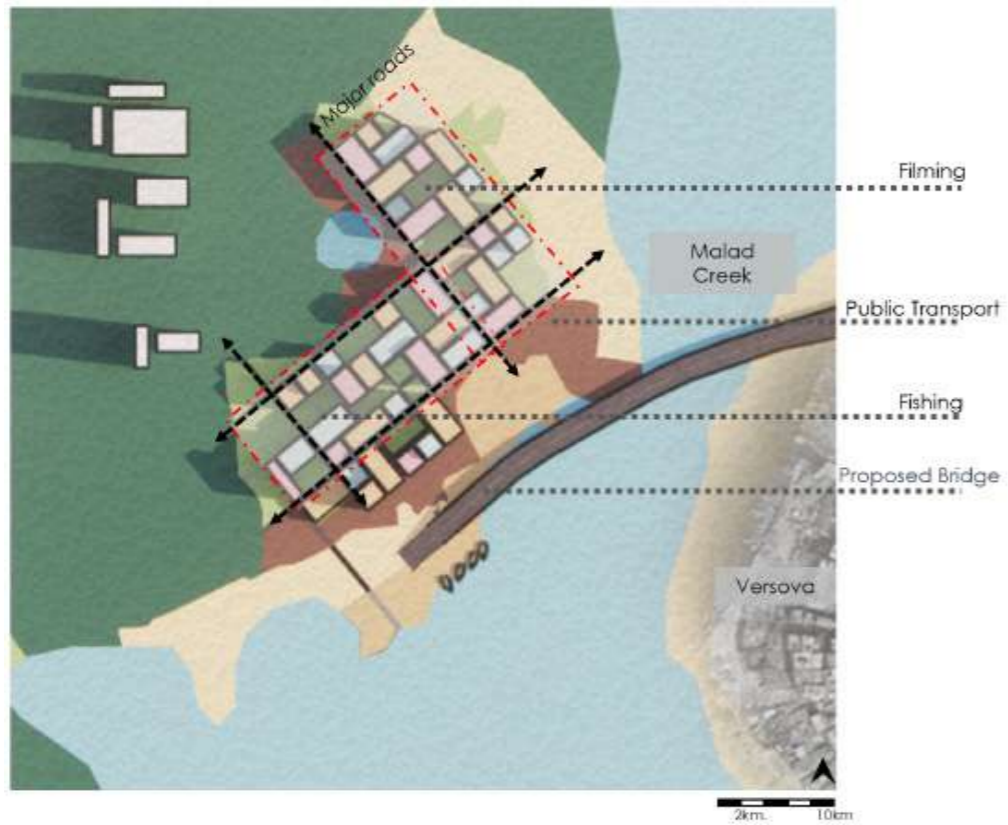 Major roads
Filming
Malad
Creek
Public Transport
Fishing
Proposed Bridge
Versova
2km. 10km